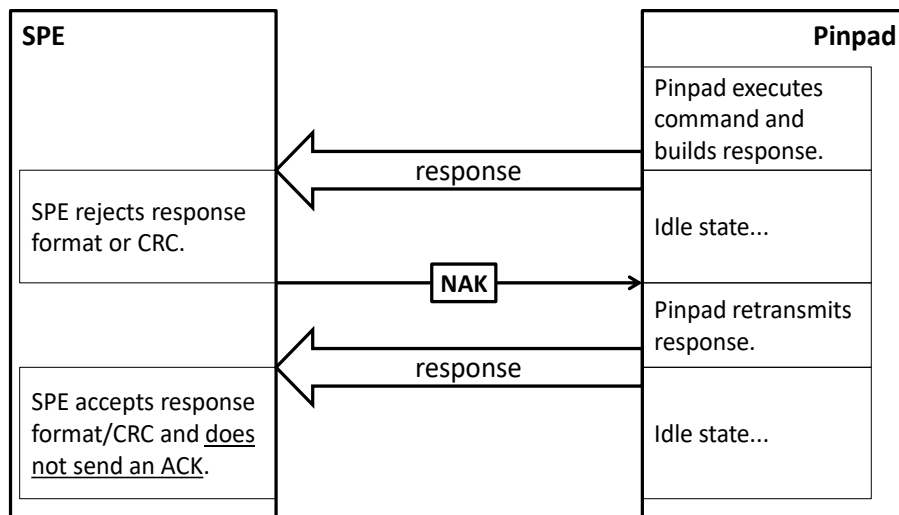 SPE
Pinpad
Pinpad executes
command and
builds response.
response
SPE rejects response
format or CRC.
Idle state...
NAK
Pinpad retransmits
response.
response
SPE accepts response
format/CRC and does
not send an ACK.
Idle state...